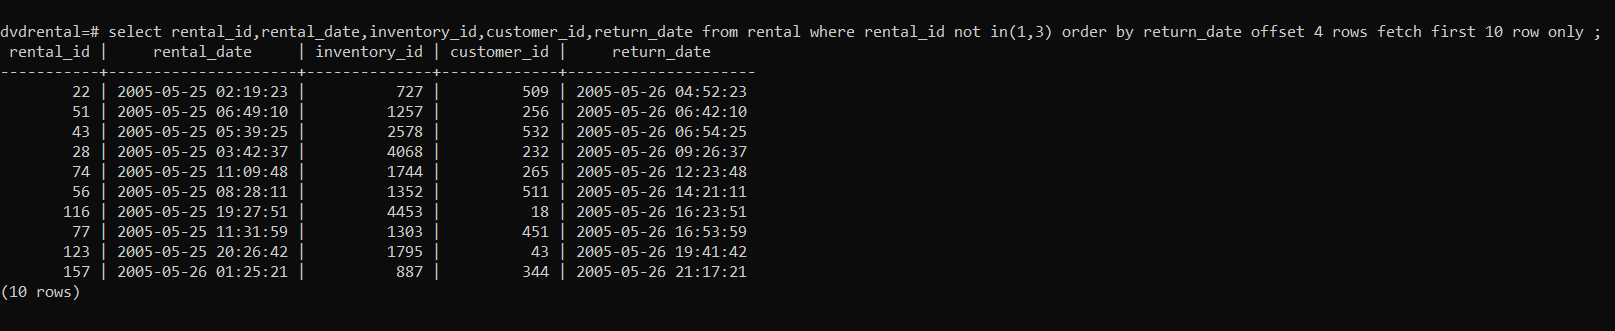 dvdrental=# select rental_id,rental_date,inventory_id,customer_id,return_date from rental where rental_id not in(1,3) order by return_date offset 4 rows fetch first 10 row only ;
 rental_id |     rental_date     | inventory_id | customer_id |     return_date
-----------+---------------------+--------------+-------------+---------------------
        22 | 2005-05-25 02:19:23 |          727 |         509 | 2005-05-26 04:52:23
        51 | 2005-05-25 06:49:10 |         1257 |         256 | 2005-05-26 06:42:10
        43 | 2005-05-25 05:39:25 |         2578 |         532 | 2005-05-26 06:54:25
        28 | 2005-05-25 03:42:37 |         4068 |         232 | 2005-05-26 09:26:37
        74 | 2005-05-25 11:09:48 |         1744 |         265 | 2005-05-26 12:23:48
        56 | 2005-05-25 08:28:11 |         1352 |         511 | 2005-05-26 14:21:11
       116 | 2005-05-25 19:27:51 |         4453 |          18 | 2005-05-26 16:23:51
        77 | 2005-05-25 11:31:59 |         1303 |         451 | 2005-05-26 16:53:59
       123 | 2005-05-25 20:26:42 |         1795 |          43 | 2005-05-26 19:41:42
       157 | 2005-05-26 01:25:21 |          887 |         344 | 2005-05-26 21:17:21
(10 rows)